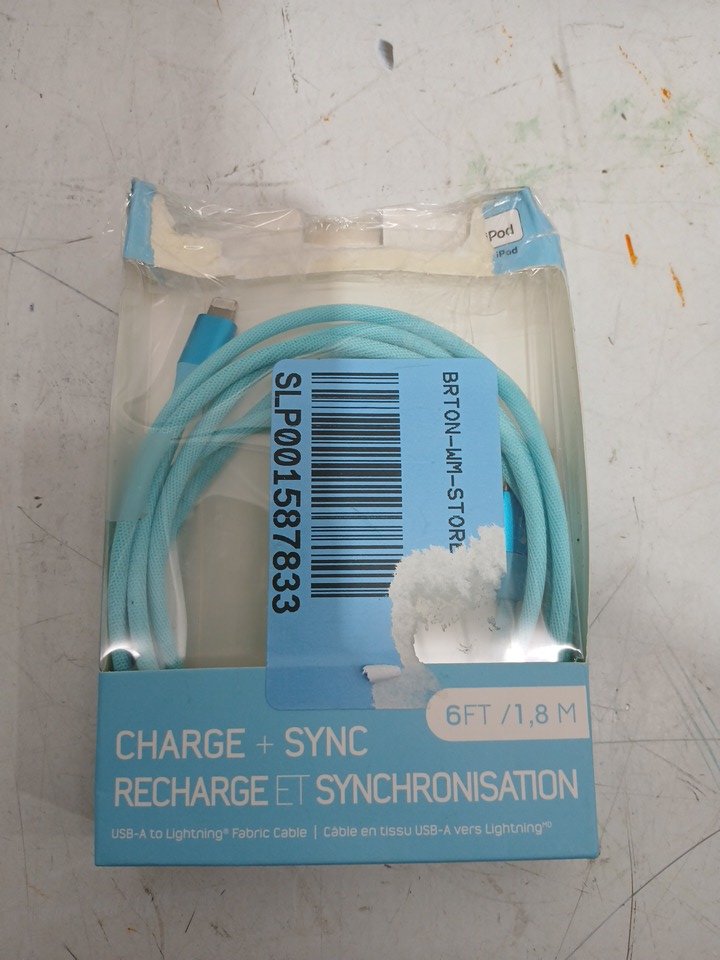 iPod
iPad
SLP001587833
BRTON-WM-STORE
6FT /1,8 M
CHARGE + SYNC
RECHARGE ET SYNCHRONISATION
USB-A to Lightning® Fabric Cable | Câble en tissu USB-A vers Lightningᴹᴰ